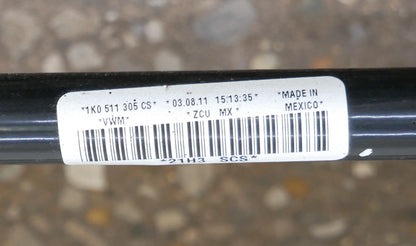 *1K0 511 305 CS* *03.08.11 15:13:35* *MADE IN
*VWM* *ZCU MX* MEXICO*
*21H3 SCS*